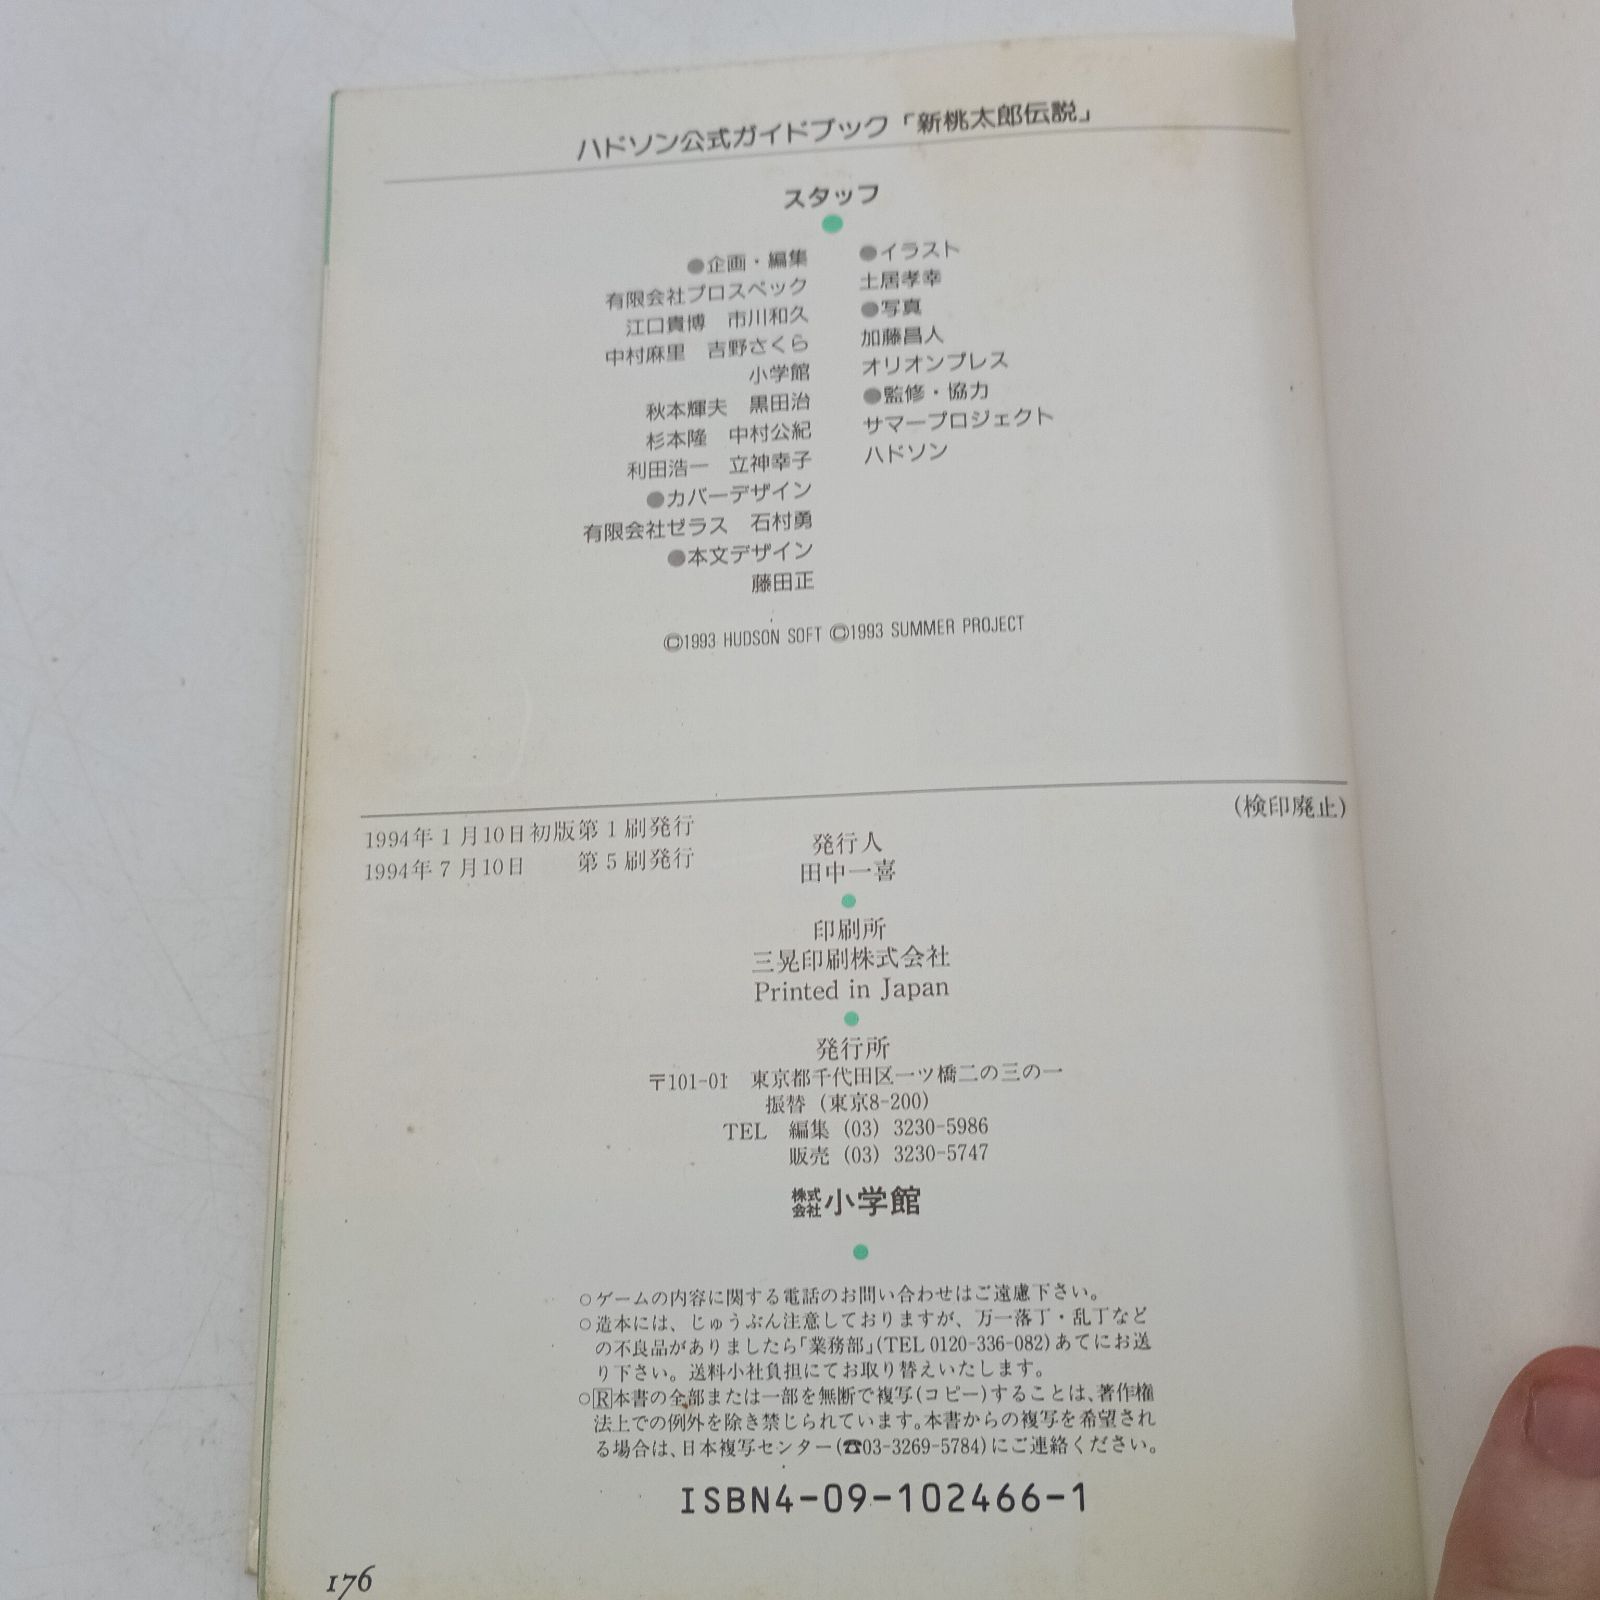 ハドソン公式ガイドブック「新桃太郎伝説」
スタッフ
●企画・編集
有限会社プロスペック
江口貴博　市川和久
中村麻里　吉野さくら
小学館
秋本輝夫　黒田治
杉本隆　中村公紀
利田浩一　立神幸子
●カバーデザイン
有限会社ゼラス　石村勇
●本文デザイン
藤田正
●イラスト
土居孝幸
●写真
加藤昌人
オリオンプレス
●監修・協力
サマープロジェクト
ハドソン
©1993 HUDSON SOFT ©1993 SUMMER PROJECT
(検印廃止)
1994年1月10日初版第1刷発行
1994年7月10日　第5刷発行
発行人
田中一喜
印刷所
三晃印刷株式会社
Printed in Japan
発行所
〒101-01　東京都千代田区一ツ橋二の三の一
振替（東京8-200）
TEL　編集（03）3230-5986
販売（03）3230-5747
株式会社小学館
○ゲームの内容に関する電話のお問い合わせはご遠慮下さい。
○造本には、じゅうぶん注意しておりますが、万一落丁・乱丁など
の不良品がありましたら「業務部」(TEL 0120-336-082)あてにお送
り下さい。送料小社負担にてお取り替えいたします。
○R本書の全部または一部を無断で複写(コピー)することは、著作権
法上での例外を除き禁じられています。本書からの複写を希望され
る場合は、日本複写センター(☎03-3269-5784)にご連絡ください。
ISBN4-09-102466-1
176